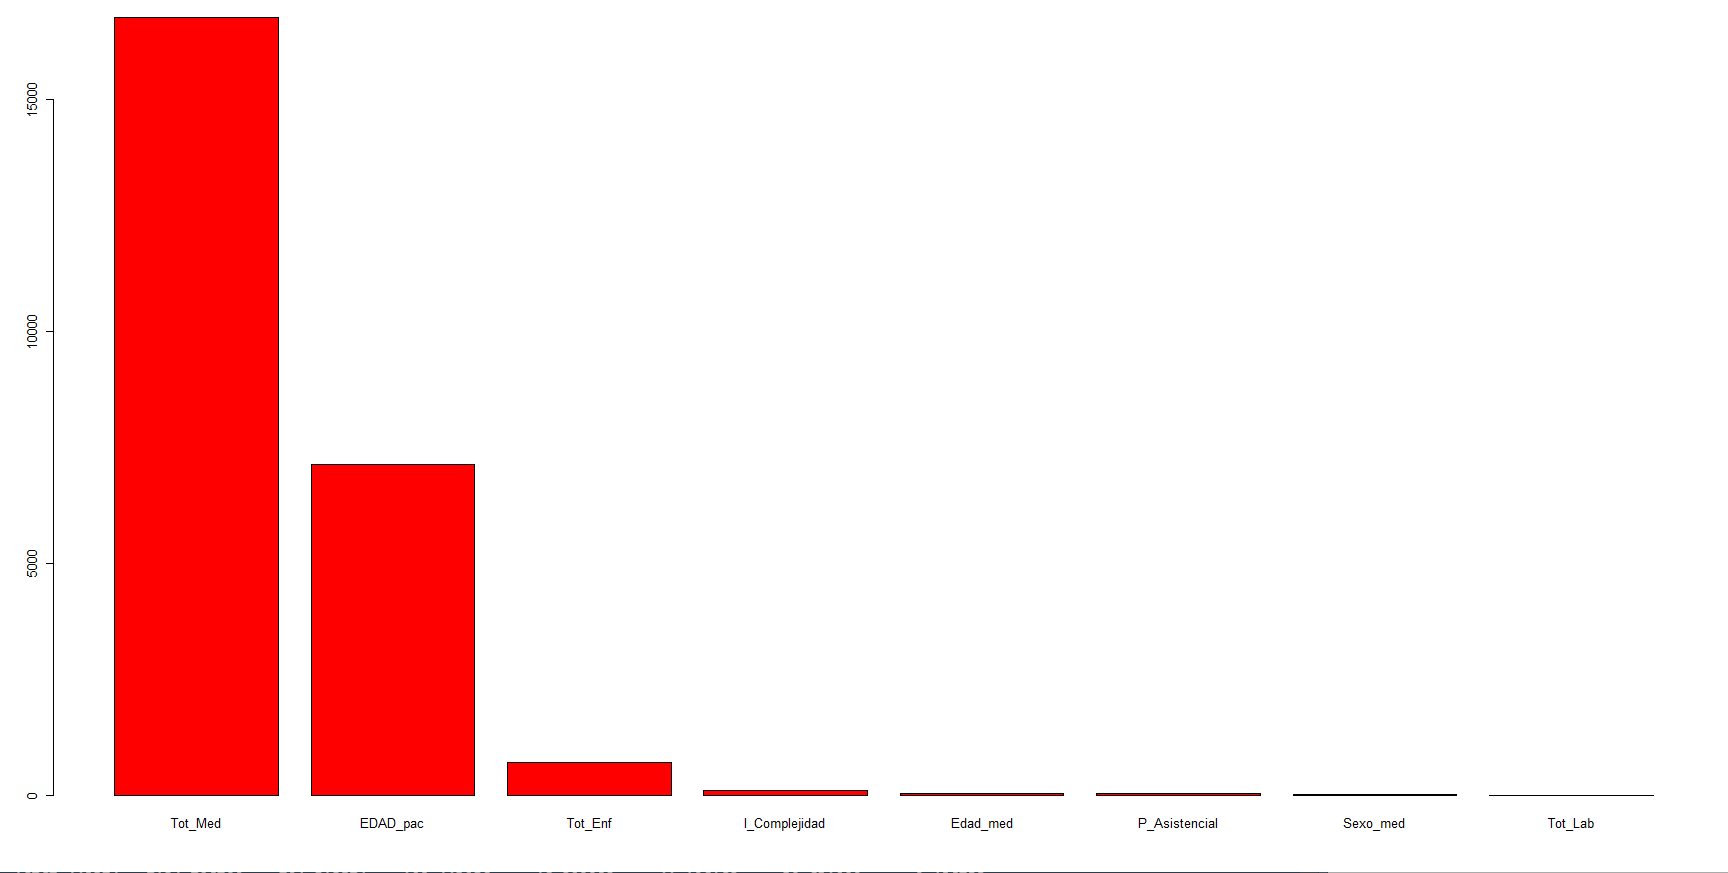 15000
10000
5000
0
Tot_Med EDAD_pac Tot_Enf I_Complejidad Edad_med P_Asistencial Sexo_med Tot_Lab